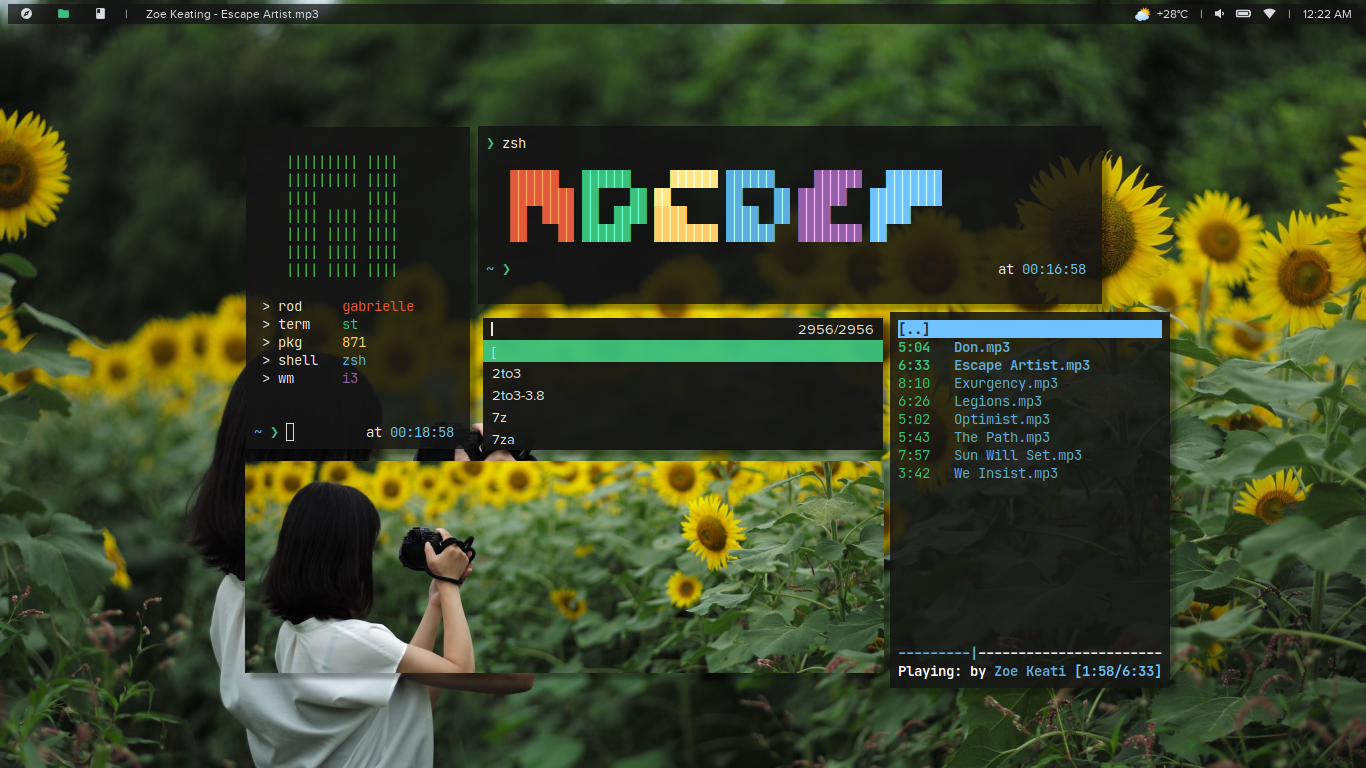 Zoe Keating - Escape Artist.mp3
+28°C
12:22 AM
> rod gabrielle
> term st
> pkg 871
> shell zsh
> wm i3
~ ❯ at 00:18:58
❯ zsh
~ ❯ at 00:16:58
2956/2956
[
2to3
2to3-3.8
7z
7za
[..]
5:04 Don.mp3
6:33 Escape Artist.mp3
8:10 Exurgency.mp3
6:26 Legions.mp3
5:02 Optimist.mp3
5:43 The Path.mp3
7:57 Sun Will Set.mp3
3:42 We Insist.mp3
Playing: by Zoe Keati [1:58/6:33]